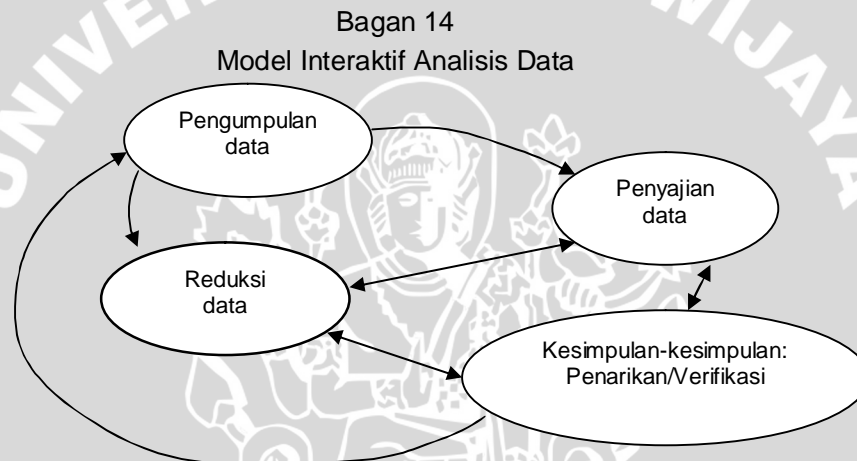 Bagan 14
Model Interaktif Analisis Data
Pengumpulan
data
Penyajian
data
Reduksi
data
Kesimpulan-kesimpulan:
Penarikan/Verifikasi